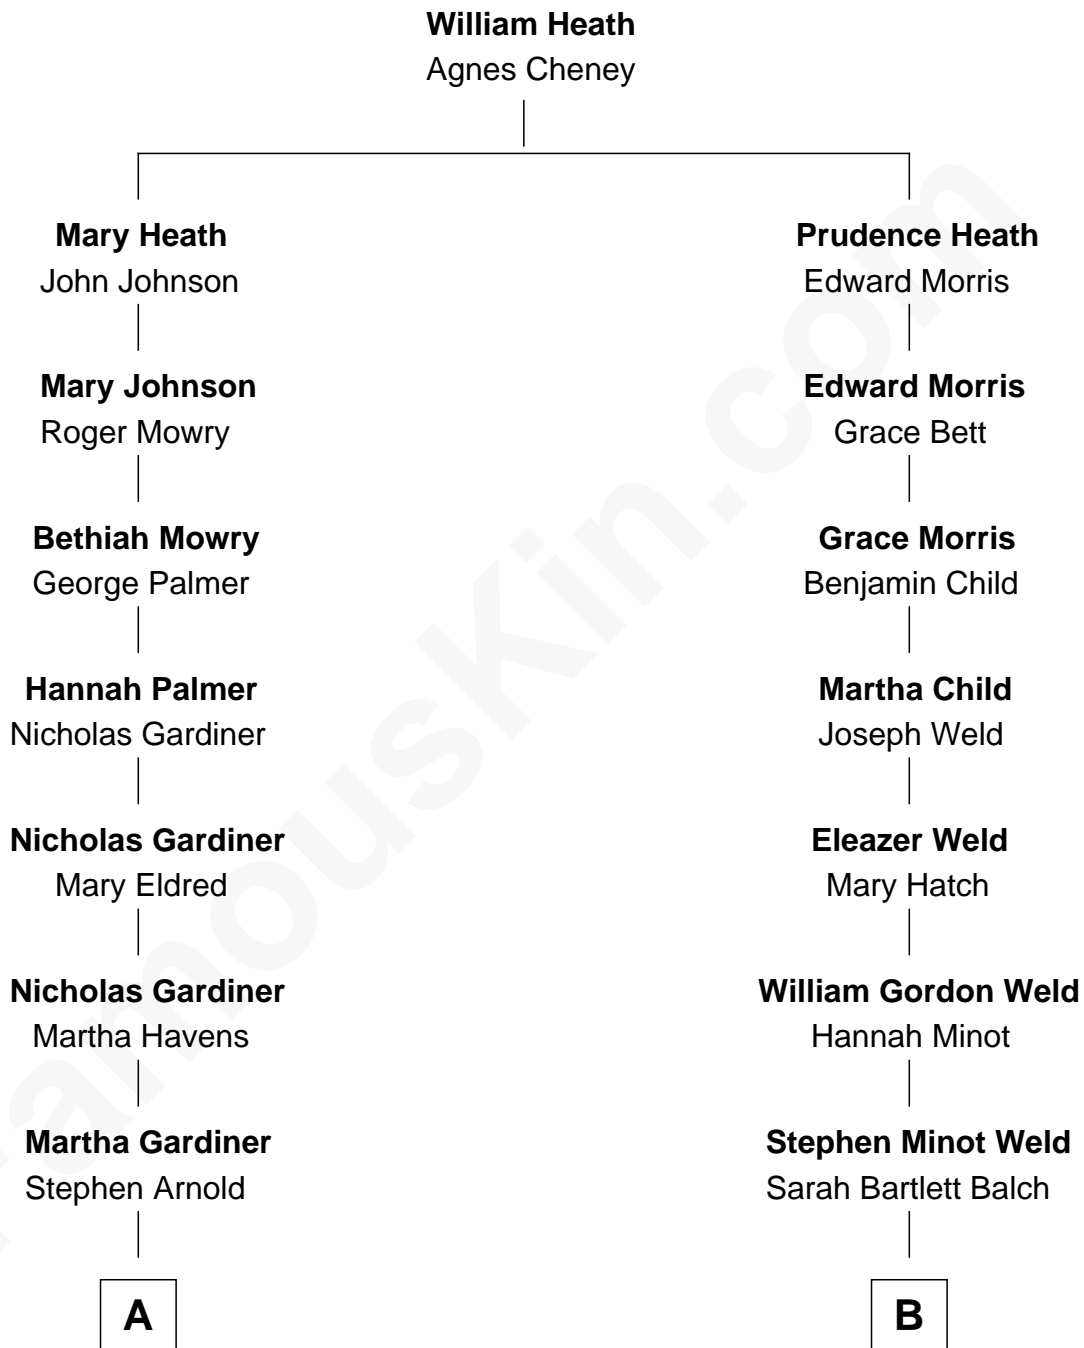 William Heath
Agnes Cheney
Mary Heath
John Johnson
Prudence Heath
Edward Morris
Mary Johnson
Roger Mowry
Edward Morris
Grace Bett
Bethiah Mowry
George Palmer
Grace Morris
Benjamin Child
Hannah Palmer
Nicholas Gardiner
Martha Child
Joseph Weld
Nicholas Gardiner
Mary Eldred
Eleazer Weld
Mary Hatch
Nicholas Gardiner
Martha Havens
William Gordon Weld
Hannah Minot
Martha Gardiner
Stephen Arnold
Stephen Minot Weld
Sarah Bartlett Balch
A
B
FamousKin.com